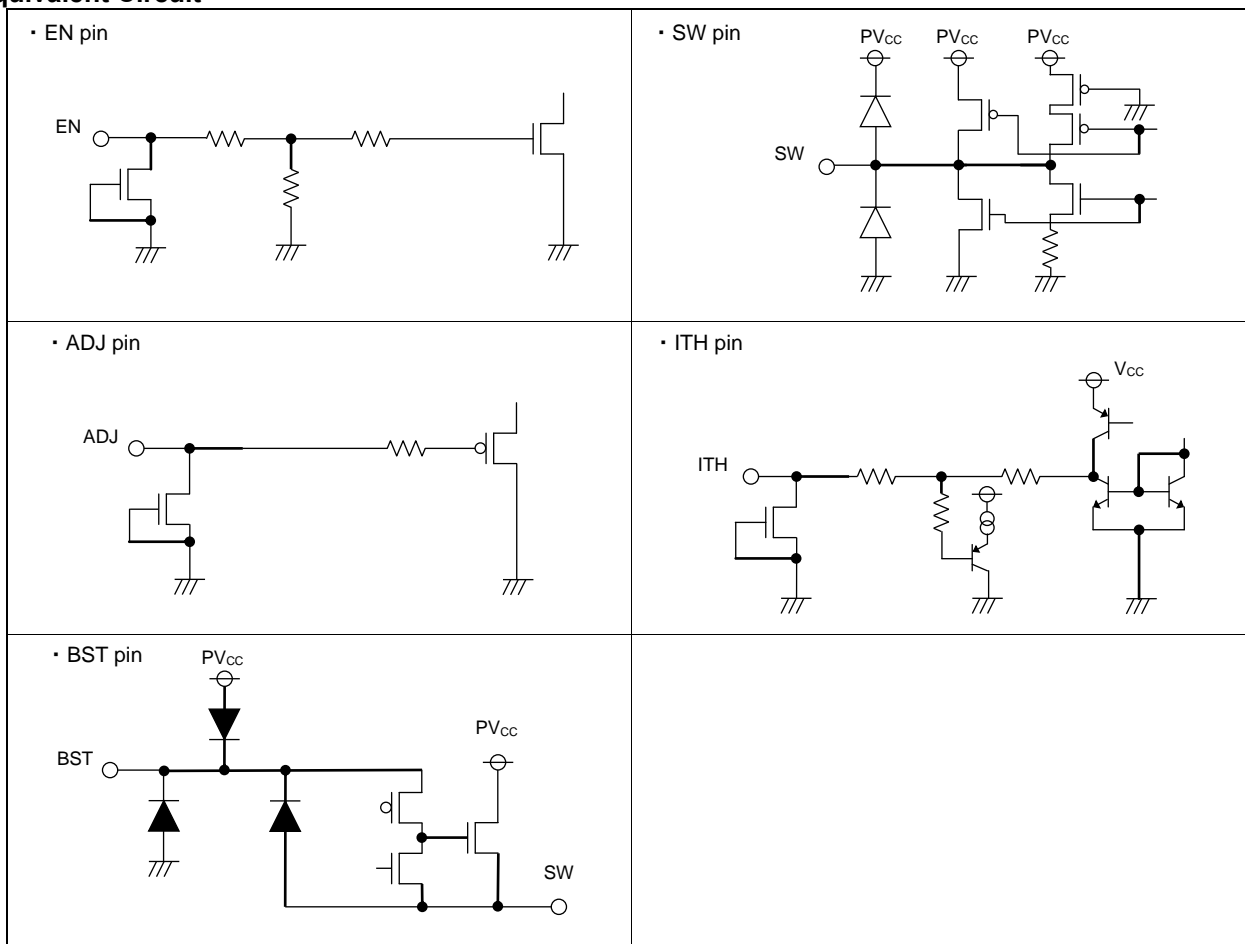 ・ EN pin
EN
・ SW pin
PVCC PVCC PVCC
SW
・ ADJ pin
ADJ
・ ITH pin
VCC
ITH
・ BST pin
PVCC
PVCC
BST
SW